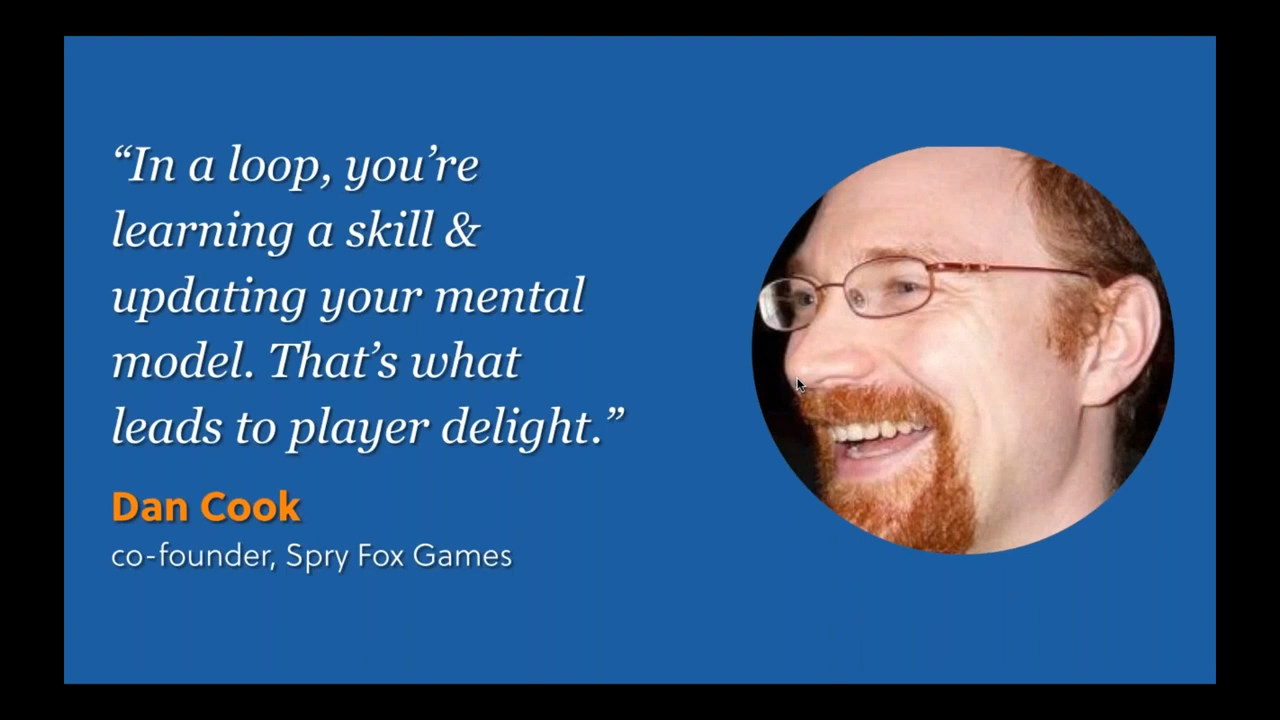 “In a loop, you’re
learning a skill &
updating your mental
model. That’s what
leads to player delight.”
Dan Cook
co-founder, Spry Fox Games